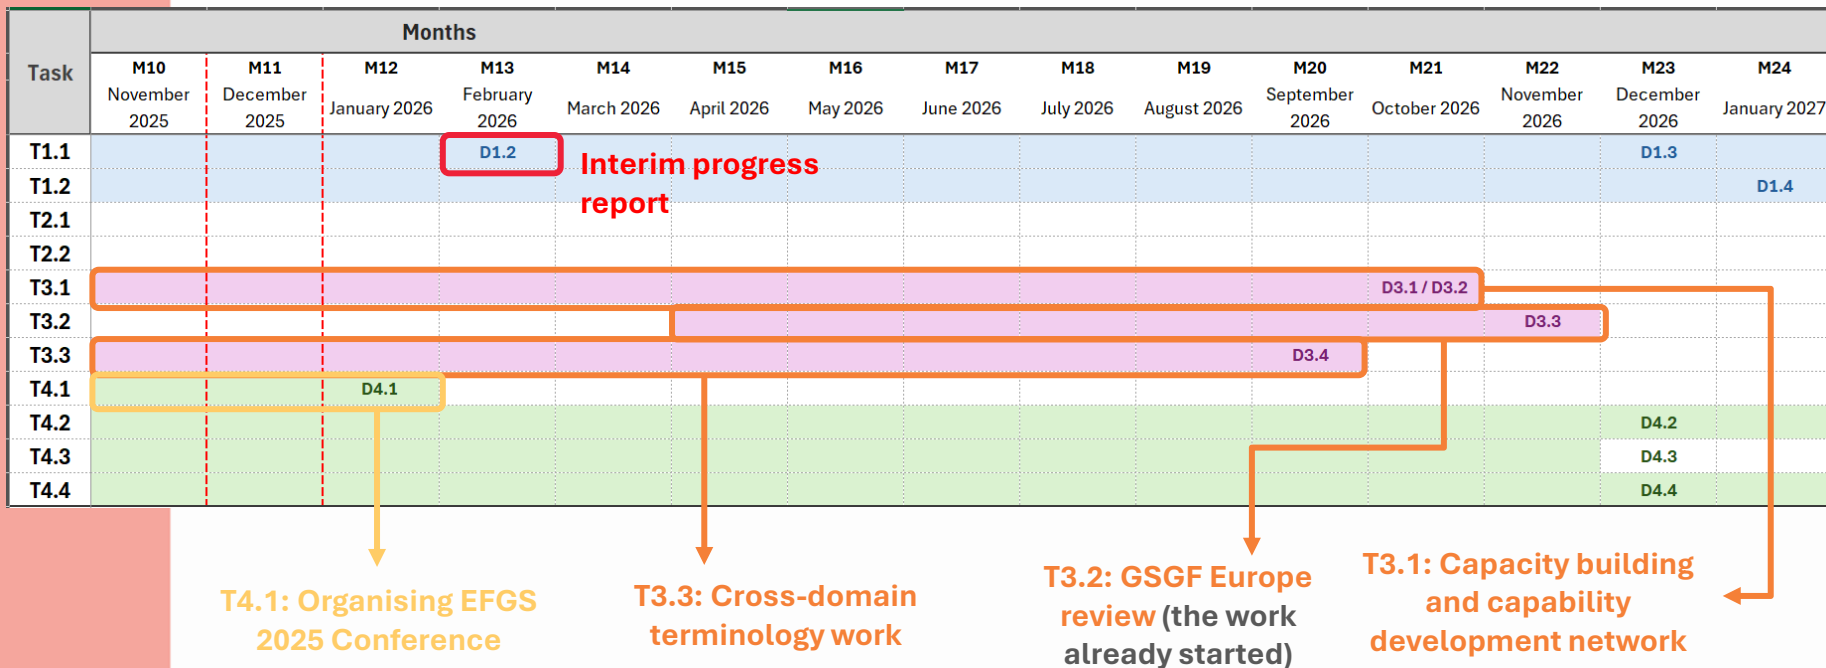 Task
Months
M10 M11 M12 M13 M14 M15 M16 M17 M18 M19 M20 M21 M22 M23 M24
November 2025
December 2025
January 2026
February 2026
March 2026
April 2026
May 2026
June 2026
July 2026
August 2026
September 2026
October 2026
November 2026
December 2026
January 2027
T1.1 D1.2 D1.3
Interim progress
report
T1.2 D1.4
T2.1
T2.2
T3.1 D3.1 / D3.2
T3.2 D3.3
T3.3 D3.4
T4.1 D4.1
T4.2 D4.2
T4.3 D4.3
T4.4 D4.4
T4.1: Organising EFGS
2025 Conference
T3.3: Cross-domain
terminology work
T3.2: GSGF Europe
review (the work
already started)
T3.1: Capacity building
and capability
development network